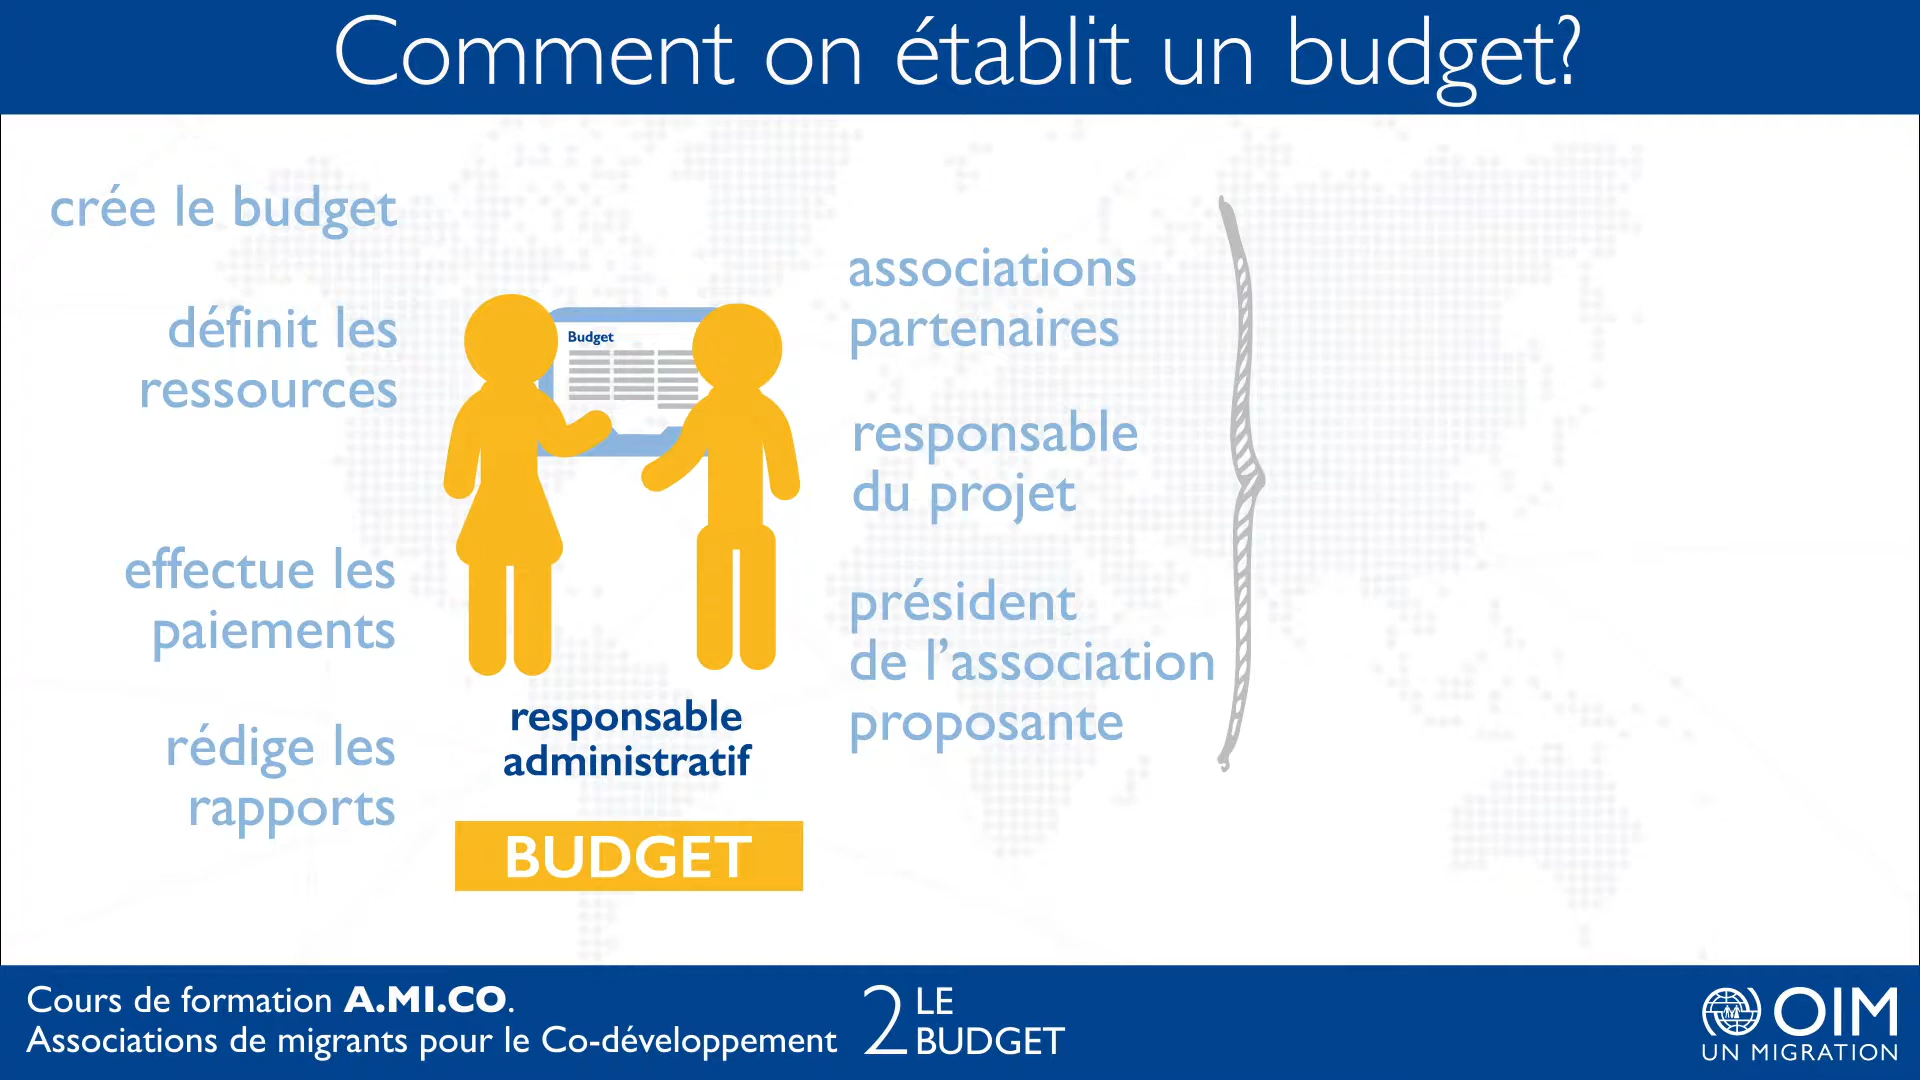 Comment on établit un budget?
crée le budget
définit les
ressources
effectue les
paiements
rédige les
rapports
Budget
responsable
administratif
BUDGET
associations
partenaires
responsable
du projet
président
de l’association
proposante
Cours de formation A.MI.CO.
Associations de migrants pour le Co-développement
2 LE
BUDGET
OIM
UN MIGRATION